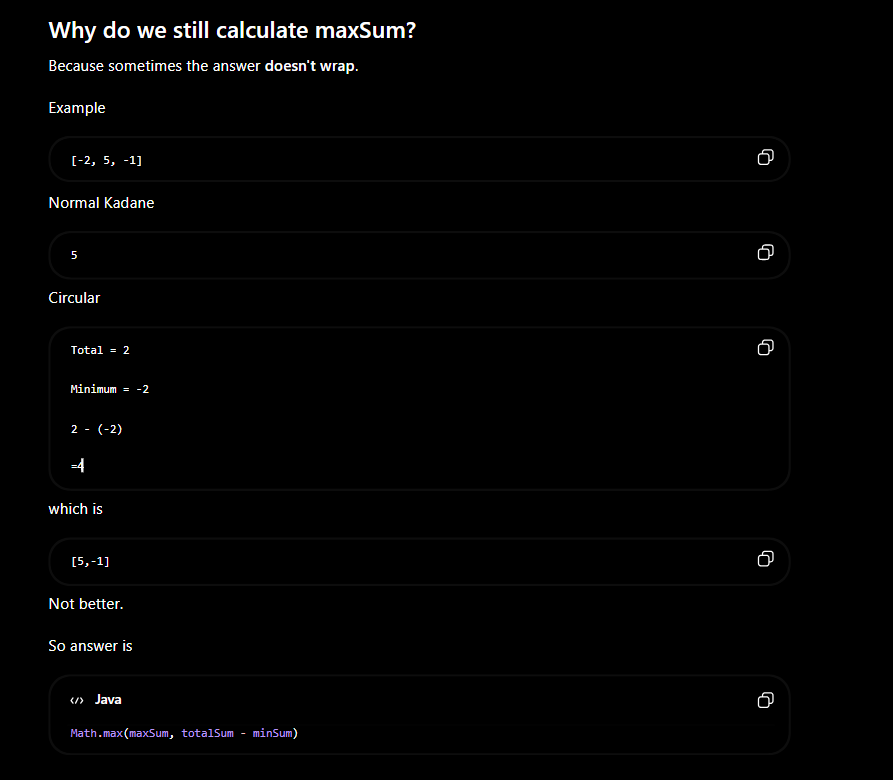 Why do we still calculate maxSum?
Because sometimes the answer doesn't wrap.
Example
[-2, 5, -1]
Normal Kadane
5
Circular
Total = 2
Minimum = -2
2 - (-2)
=4
which is
[5,-1]
Not better.
So answer is
</> Java
Math.max(maxSum, totalSum - minSum)